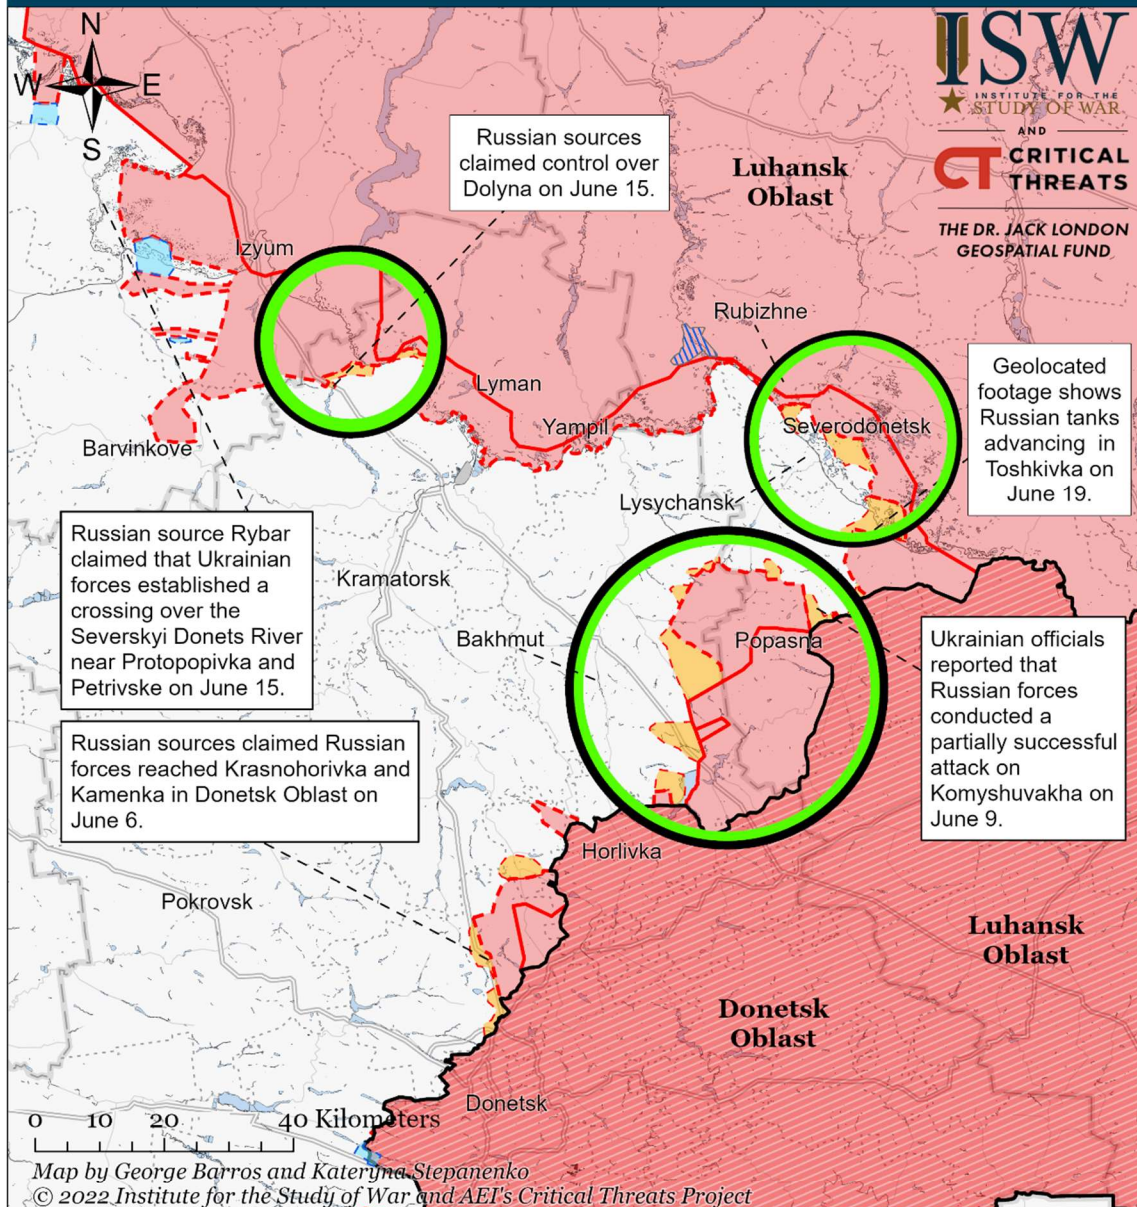 N
W
E
S
ISW
INSTITUTE FOR THE
STUDY OF WAR
AND
CT CRITICAL
THREATS
THE DR. JACK LONDON
GEOSPATIAL FUND
Russian sources
claimed control over
Dolyna on June 15.
Luhansk
Oblast
Izyum
Rubizhne
Geolocated
footage shows
Russian tanks
advancing in
Toshkivka on
June 19.
Lyman
Yampil
Severodonetsk
Barvinkove
Lysychansk
Russian source Rybar
claimed that Ukrainian
forces established a
crossing over the
Severskyi Donets River
near Protopopivka and
Petrivske on June 15.
Kramatorsk
Bakhmut
Popasna
Ukrainian officials
reported that
Russian forces
conducted a
partially successful
attack on
Komyshuvakha on
June 9.
Russian sources claimed Russian
forces reached Krasnohorivka and
Kamenka in Donetsk Oblast on
June 6.
Horlivka
Pokrovsk
Luhansk
Oblast
Donetsk
Oblast
Donetsk
0 10 20 40 Kilometers
Map by George Barros and Kateryna Stepanenko
© 2022 Institute for the Study of War and AEI's Critical Threats Project